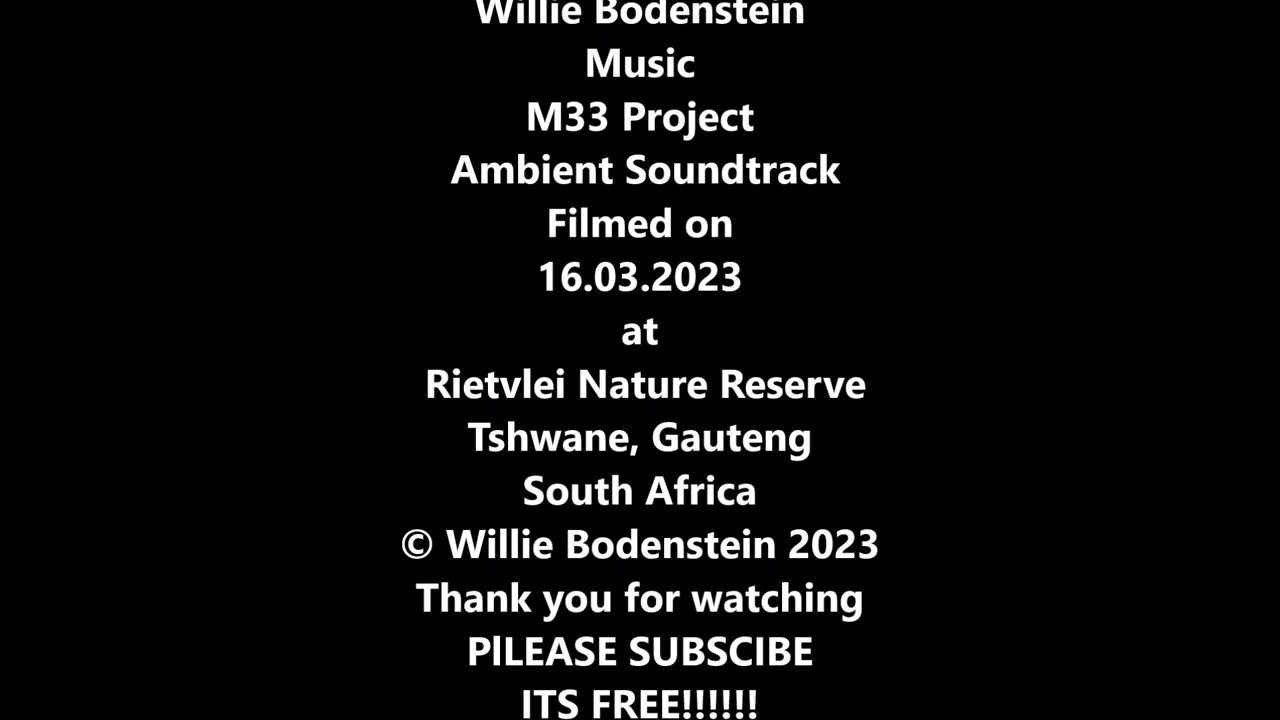 Willie Bodenstein
Music
M33 Project
Ambient Soundtrack
Filmed on
16.03.2023
at
Rietvlei Nature Reserve
Tshwane, Gauteng
South Africa
© Willie Bodenstein 2023
Thank you for watching
PlLEASE SUBSCIBE
ITS FREE!!!!!!